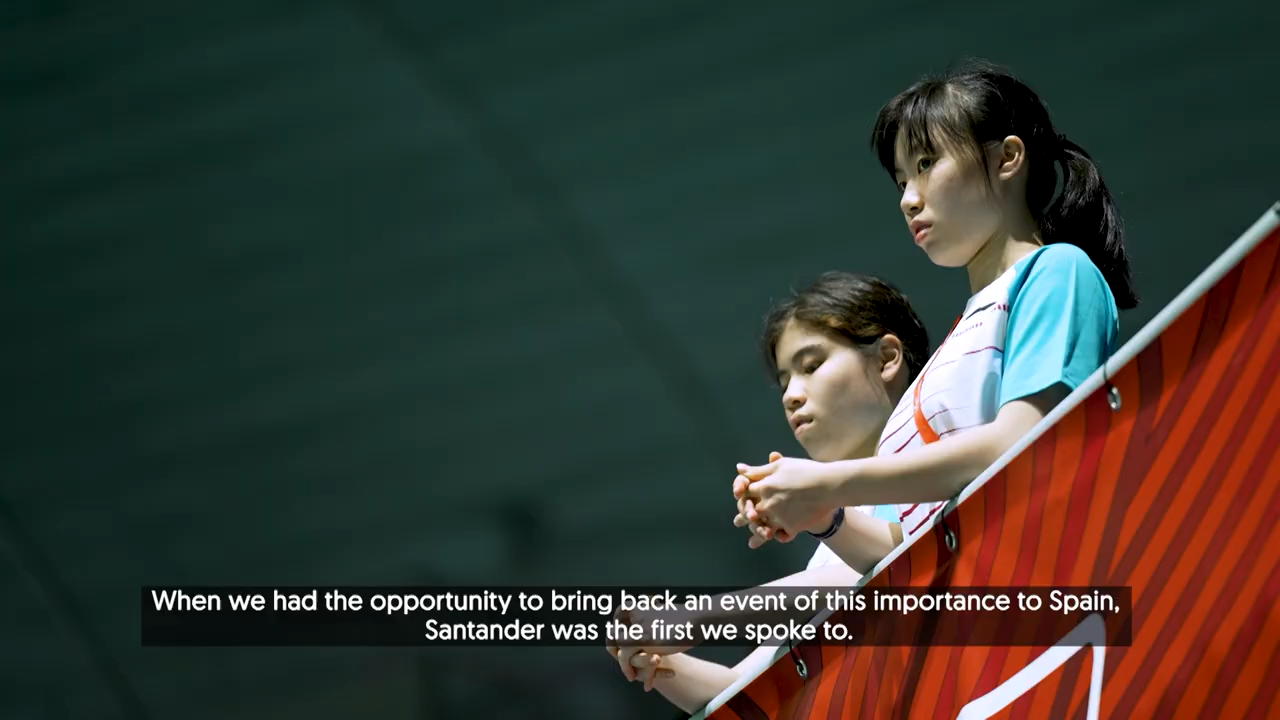 When we had the opportunity to bring back an event of this importance to Spain,
Santander was the first we spoke to.